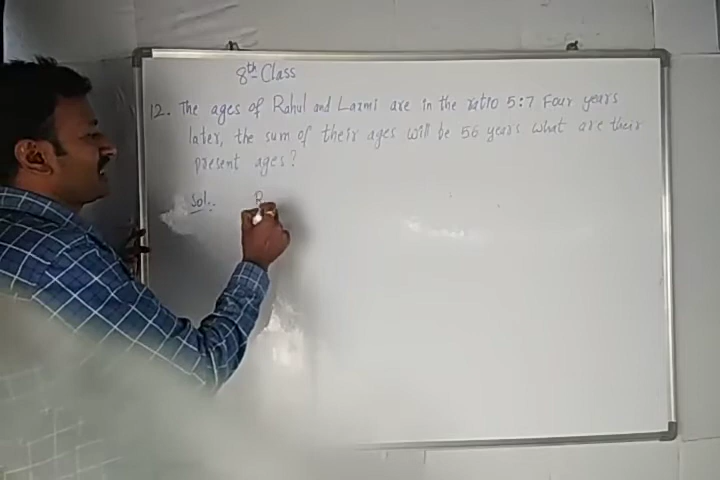 8th Class
12. The ages of Rahul and Laxmi are in the ratio 5:7 Four years
later, the sum of their ages will be 56 years what are their
present ages?
Sol:. R